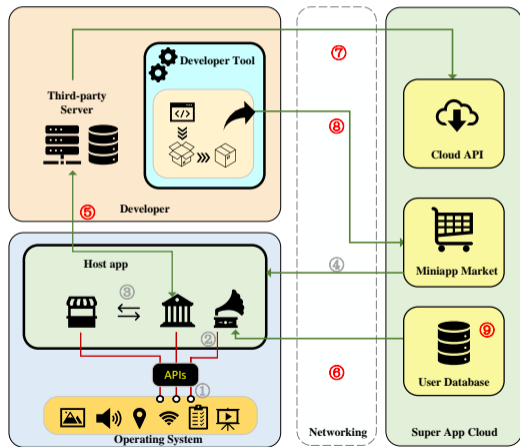 ⑦
Developer Tool
Third-party
Server
</>
⑧
Cloud API
Developer
⑤
Host app
③
④
Miniapp Market
②
APIs
①
⑥
⑨
User Database
Operating System
Networking
Super App Cloud